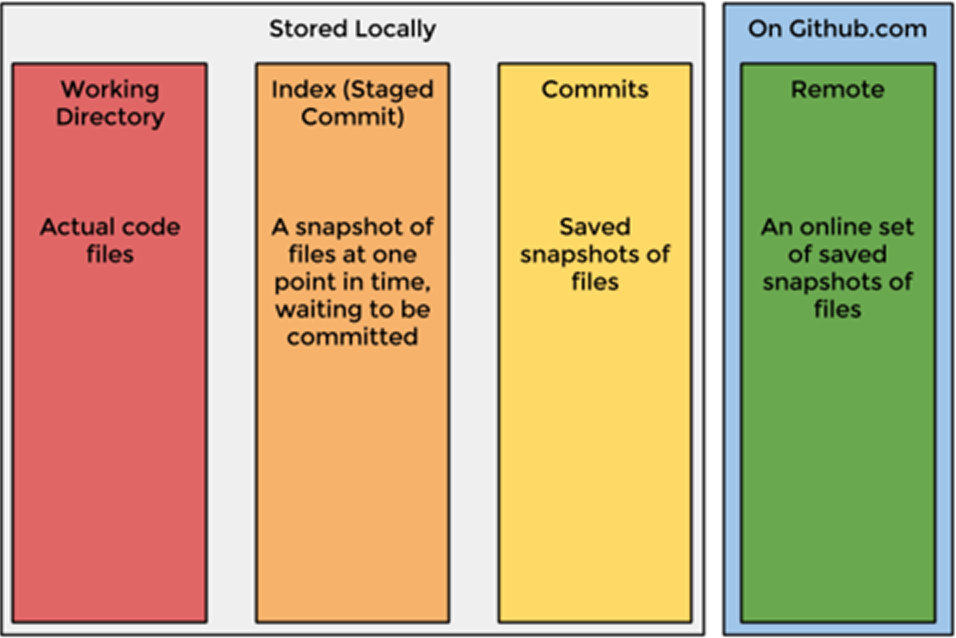 Stored Locally
On Github.com
Working
Directory
Actual code
files
Index (Staged
Commit)
A snapshot of
files at one
point in time,
waiting to be
committed
Commits
Saved
snapshots of
files
Remote
An online set
of saved
snapshots of
files